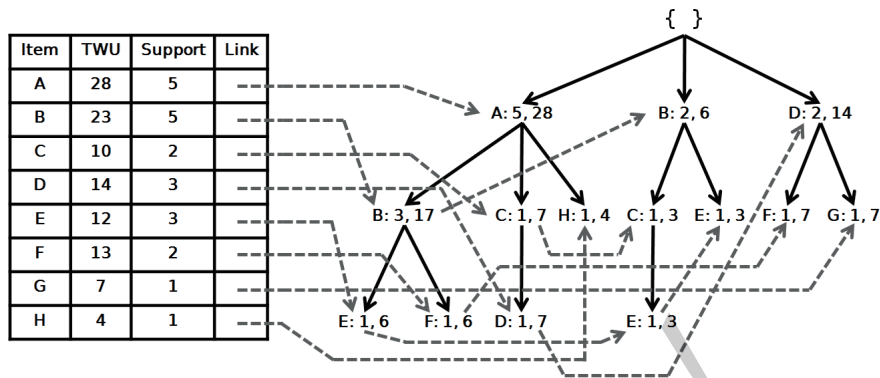 { }
Item TWU Support Link
A 28 5
B 23 5
C 10 2
D 14 3
E 12 3
F 13 2
G 7 1
H 4 1
A: 5, 28
B: 2, 6
D: 2, 14
B: 3, 17
C: 1, 7
H: 1, 4
C: 1, 3
E: 1, 3
F: 1, 7
G: 1, 7
E: 1, 6
F: 1, 6
D: 1, 7
E: 1, 3